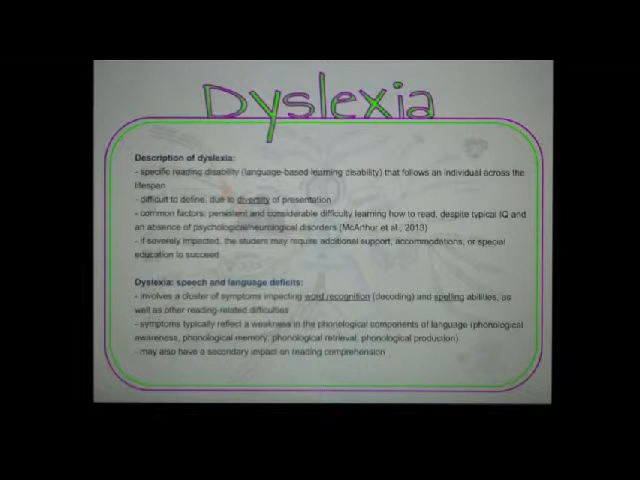 Dyslexia
Description of dyslexia:
- specific reading disability (language-based learning disability) that follows an individual across the
lifespan
- difficult to define, due to diversity of presentation
- common factors: persistent and considerable difficulty learning how to read, despite typical IQ and
an absence of psychological/neurological disorders (McArthur et al., 2013)
- if severely impacted, the student may require additional support, accommodations, or special
education to succeed
Dyslexia: speech and language deficits:
- involves a cluster of symptoms impacting word recognition (decoding) and spelling abilities, as
well as other reading-related difficulties
- symptoms typically reflect a weakness in the phonological components of language (phonological
awareness, phonological memory, phonological retrieval, phonological production)
- may also have a secondary impact on reading comprehension